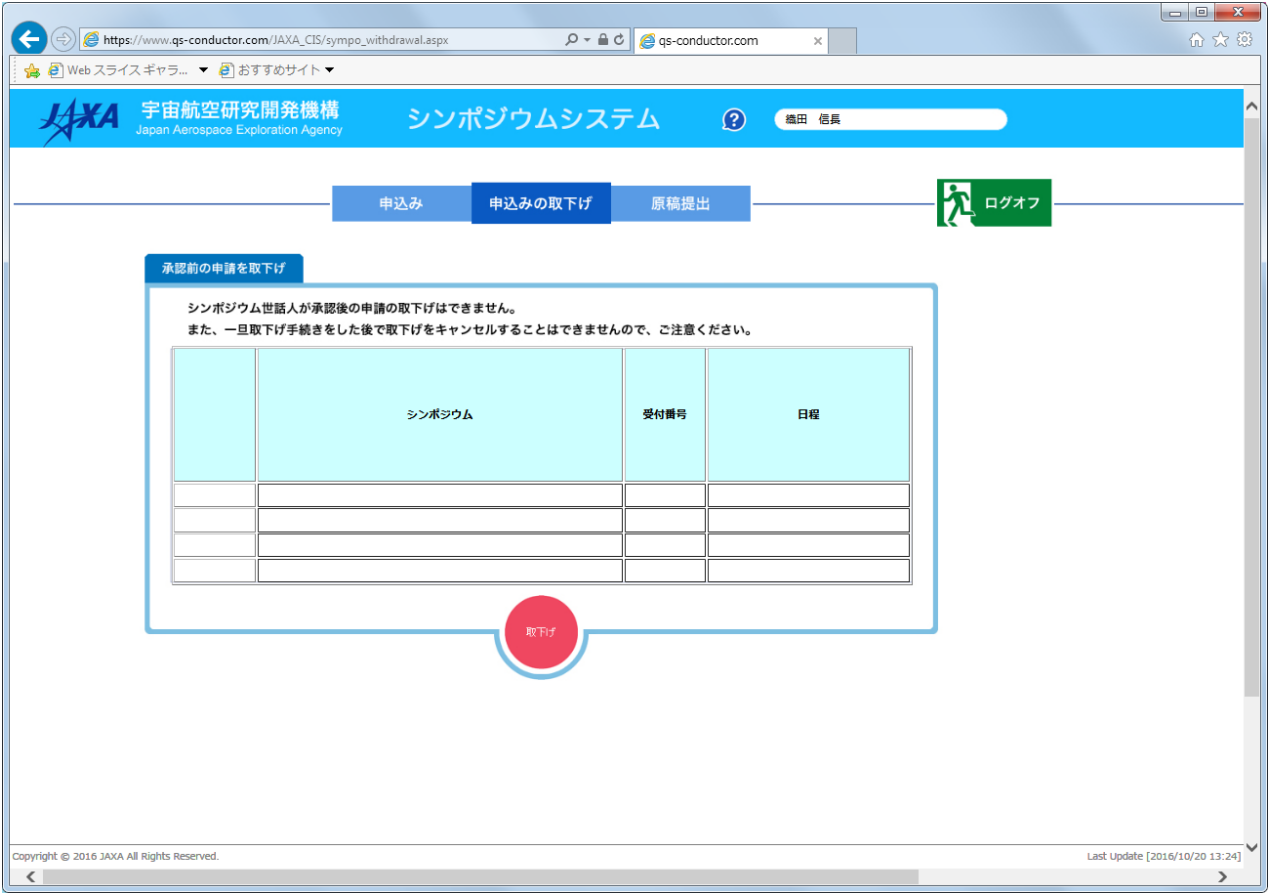 https://www.qs-conductor.com/JAXA_CIS/sympo_withdrawal.aspx
qs-conductor.com
Web スライス ギャラ...
おすすめサイト
JAXA
宇宙航空研究開発機構
Japan Aerospace Exploration Agency
シンポジウムシステム
?
織田 信長
申込み
申込みの取下げ
原稿提出
ログオフ
承認前の申請を取下げ
シンポジウム世話人が承認後の申請の取下げはできません。
また、一旦取下げ手続きをした後で取下げをキャンセルすることはできませんので、ご注意ください。
シンポジウム
受付番号
日程
取下げ
Copyright © 2016 JAXA All Rights Reserved.
Last Update [2016/10/20 13:24]